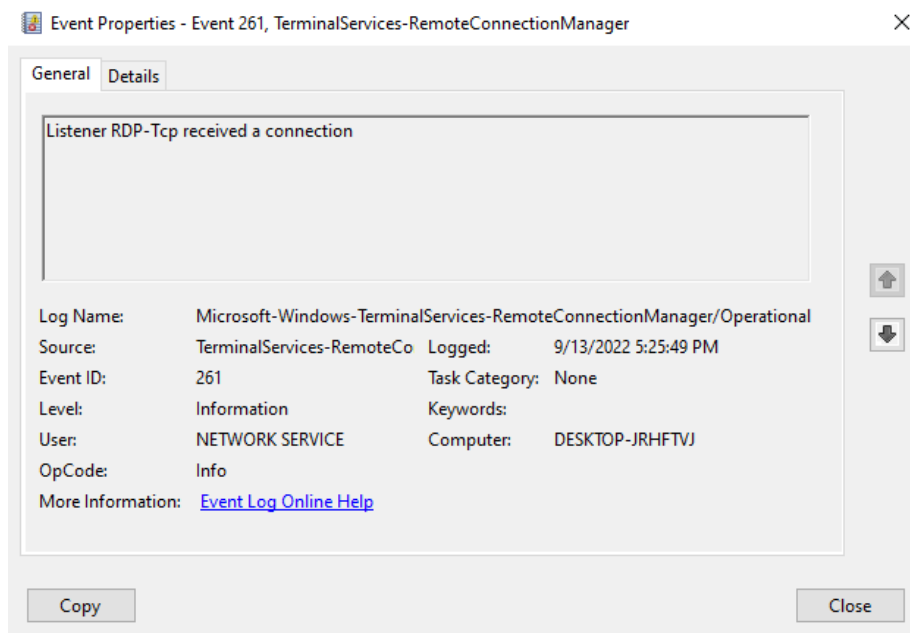 Event Properties - Event 261, TerminalServices-RemoteConnectionManager
General Details
Listener RDP-Tcp received a connection
Log Name: Microsoft-Windows-TerminalServices-RemoteConnectionManager/Operational
Source: TerminalServices-RemoteCo Logged: 9/13/2022 5:25:49 PM
Event ID: 261 Task Category: None
Level: Information Keywords:
User: NETWORK SERVICE Computer: DESKTOP-JRHFTVJ
OpCode: Info
More Information: Event Log Online Help
Copy Close